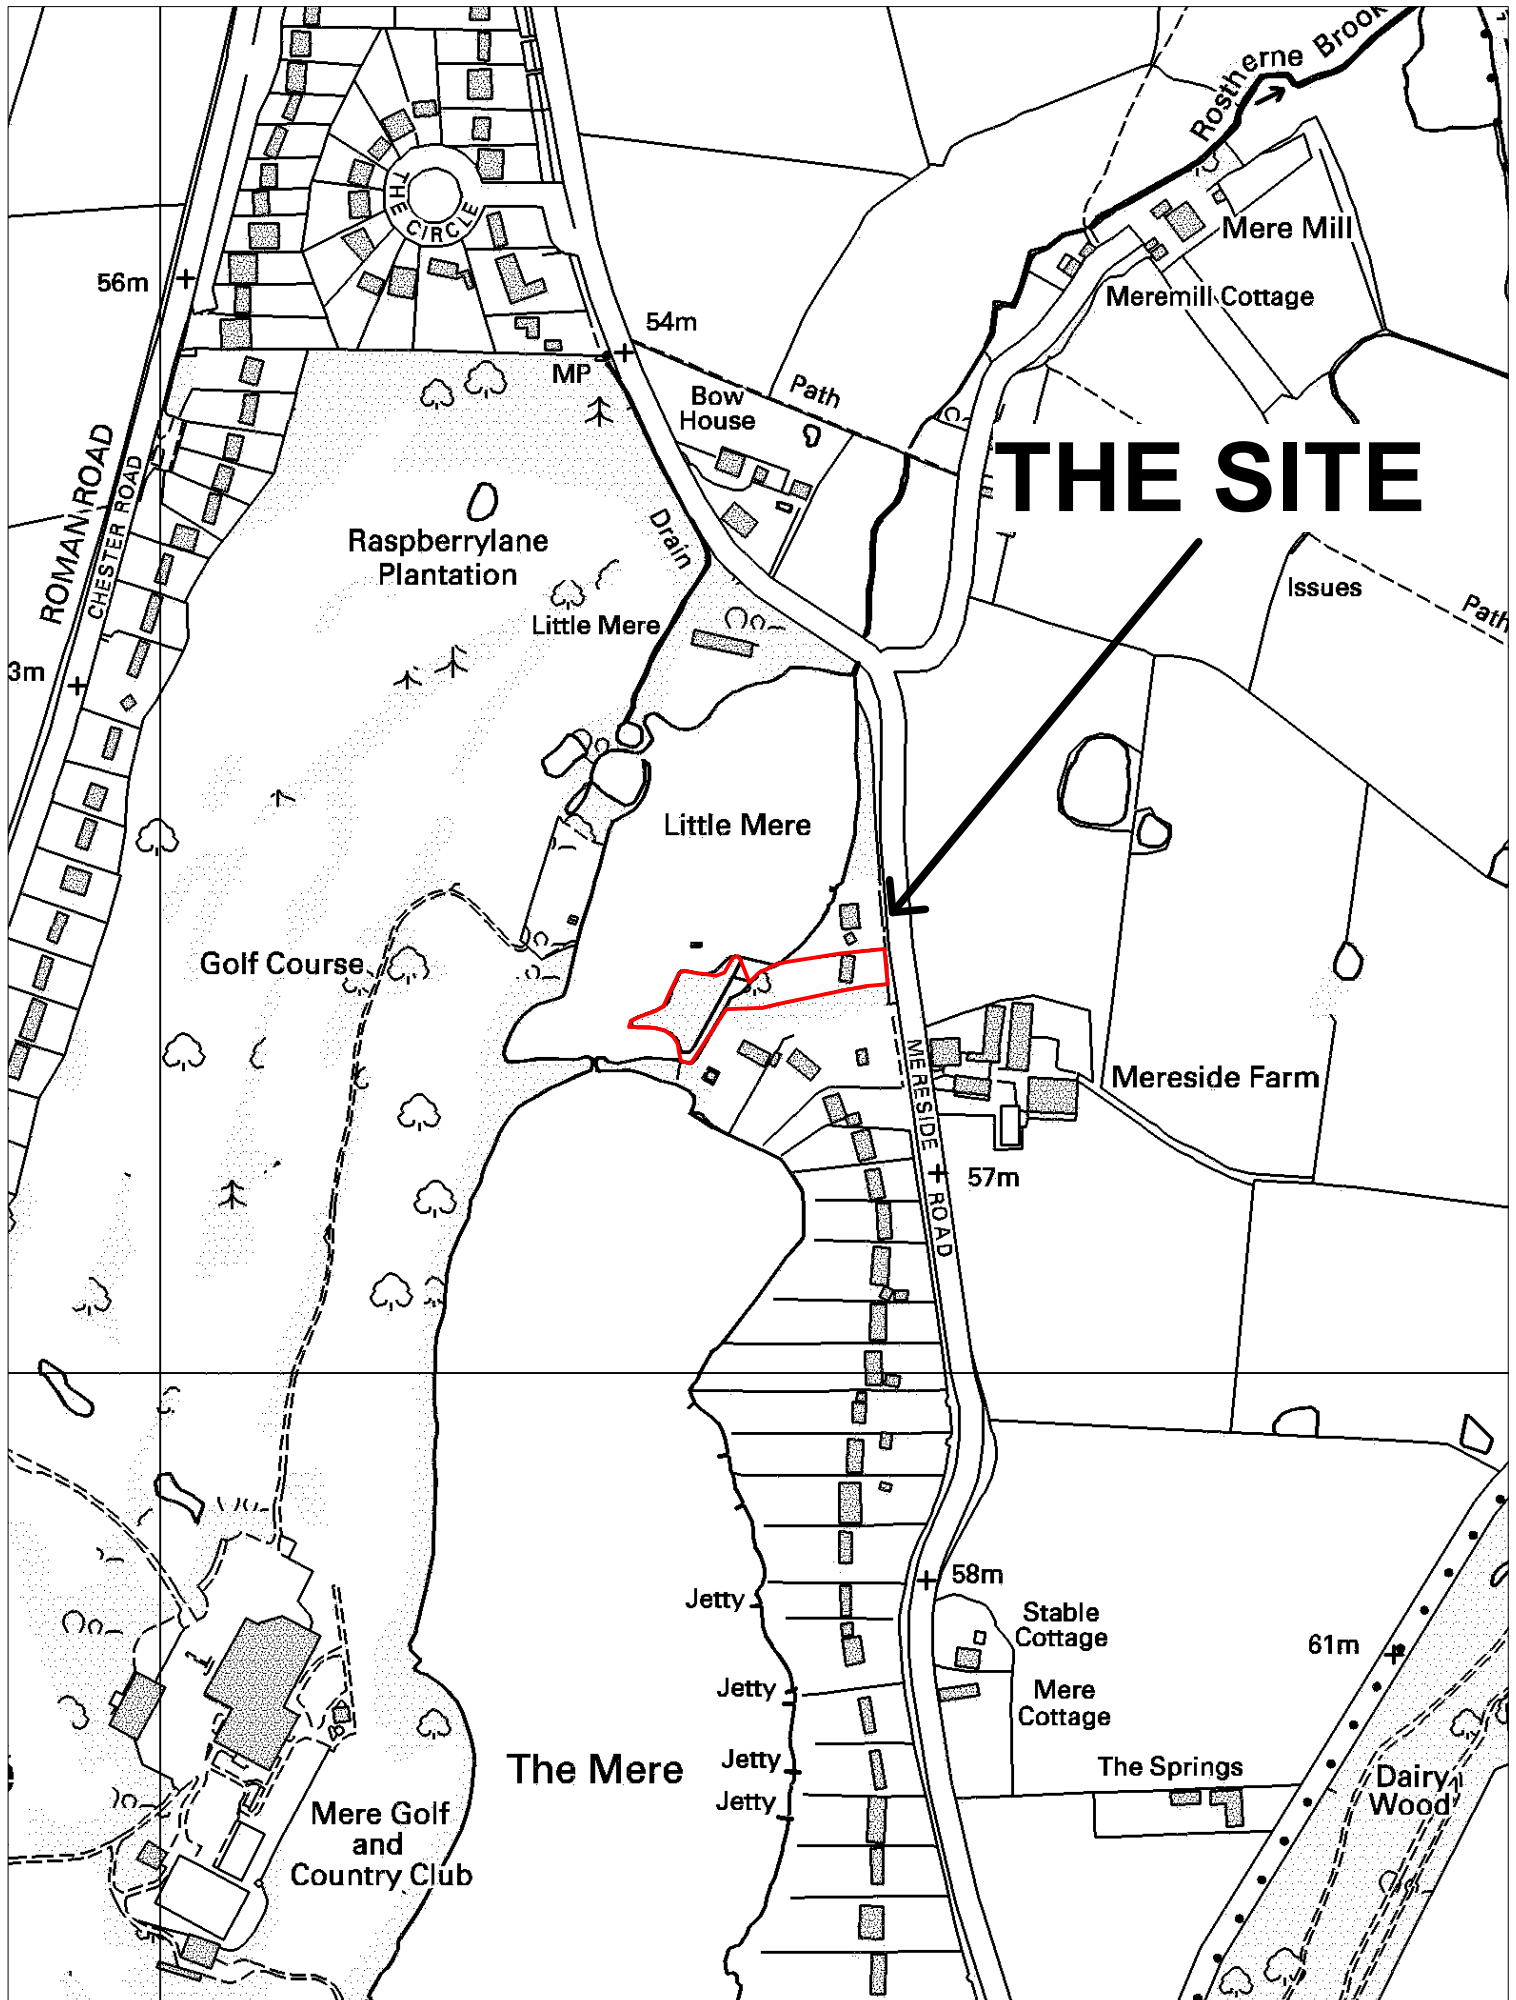 Rostherne Brook
THE CIRCLE
Mere Mill
56m
Meremill Cottage
54m
MP
Path
Bow
House
ROMAN ROAD
CHESTER ROAD
THE SITE
Raspberrylane
Plantation
Drain
Issues
Path
Little Mere
3m
Little Mere
Golf Course
MERESIDE ROAD
Mereside Farm
57m
58m
Jetty
Stable
Cottage
61m
Jetty
Mere
Cottage
The Mere
Jetty
The Springs
Jetty
Dairy
Wood
Mere Golf
and
Country Club